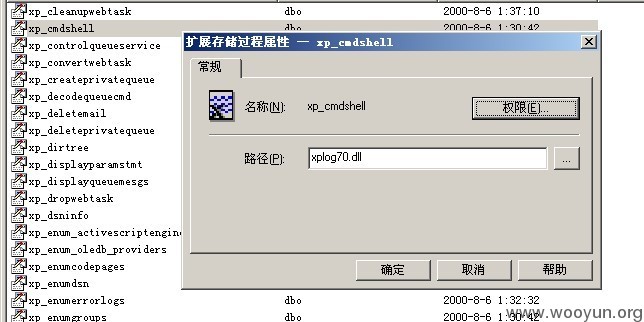 xp_cleanupwebtask dbo 2000-8-6 1:37:10
xp_cmdshell dbo 2000-8-6 1:30:42
xp_controlqueueservice
xp_convertwebtask
xp_createprivatequeue
xp_decodequeuecmd
xp_deletemail
xp_deleteprivatequeue
xp_dirtree
xp_displayparamstmt
xp_displayqueuemesgs
xp_dropwebtask
xp_dsninfo
xp_enum_activescriptengine
xp_enum_oledb_providers
xp_enumcodepages
xp_enumdsn
xp_enumerrorlogs dbo 2000-8-6 1:32:32
xp_enumgroups dbo 2000-8-6 1:30:42
扩展存储过程属性 — xp_cmdshell
常规
名称(N): xp_cmdshell
权限(E)...
路径(P): xplog70.dll
...
确定 取消 帮助
www.wooyun.org